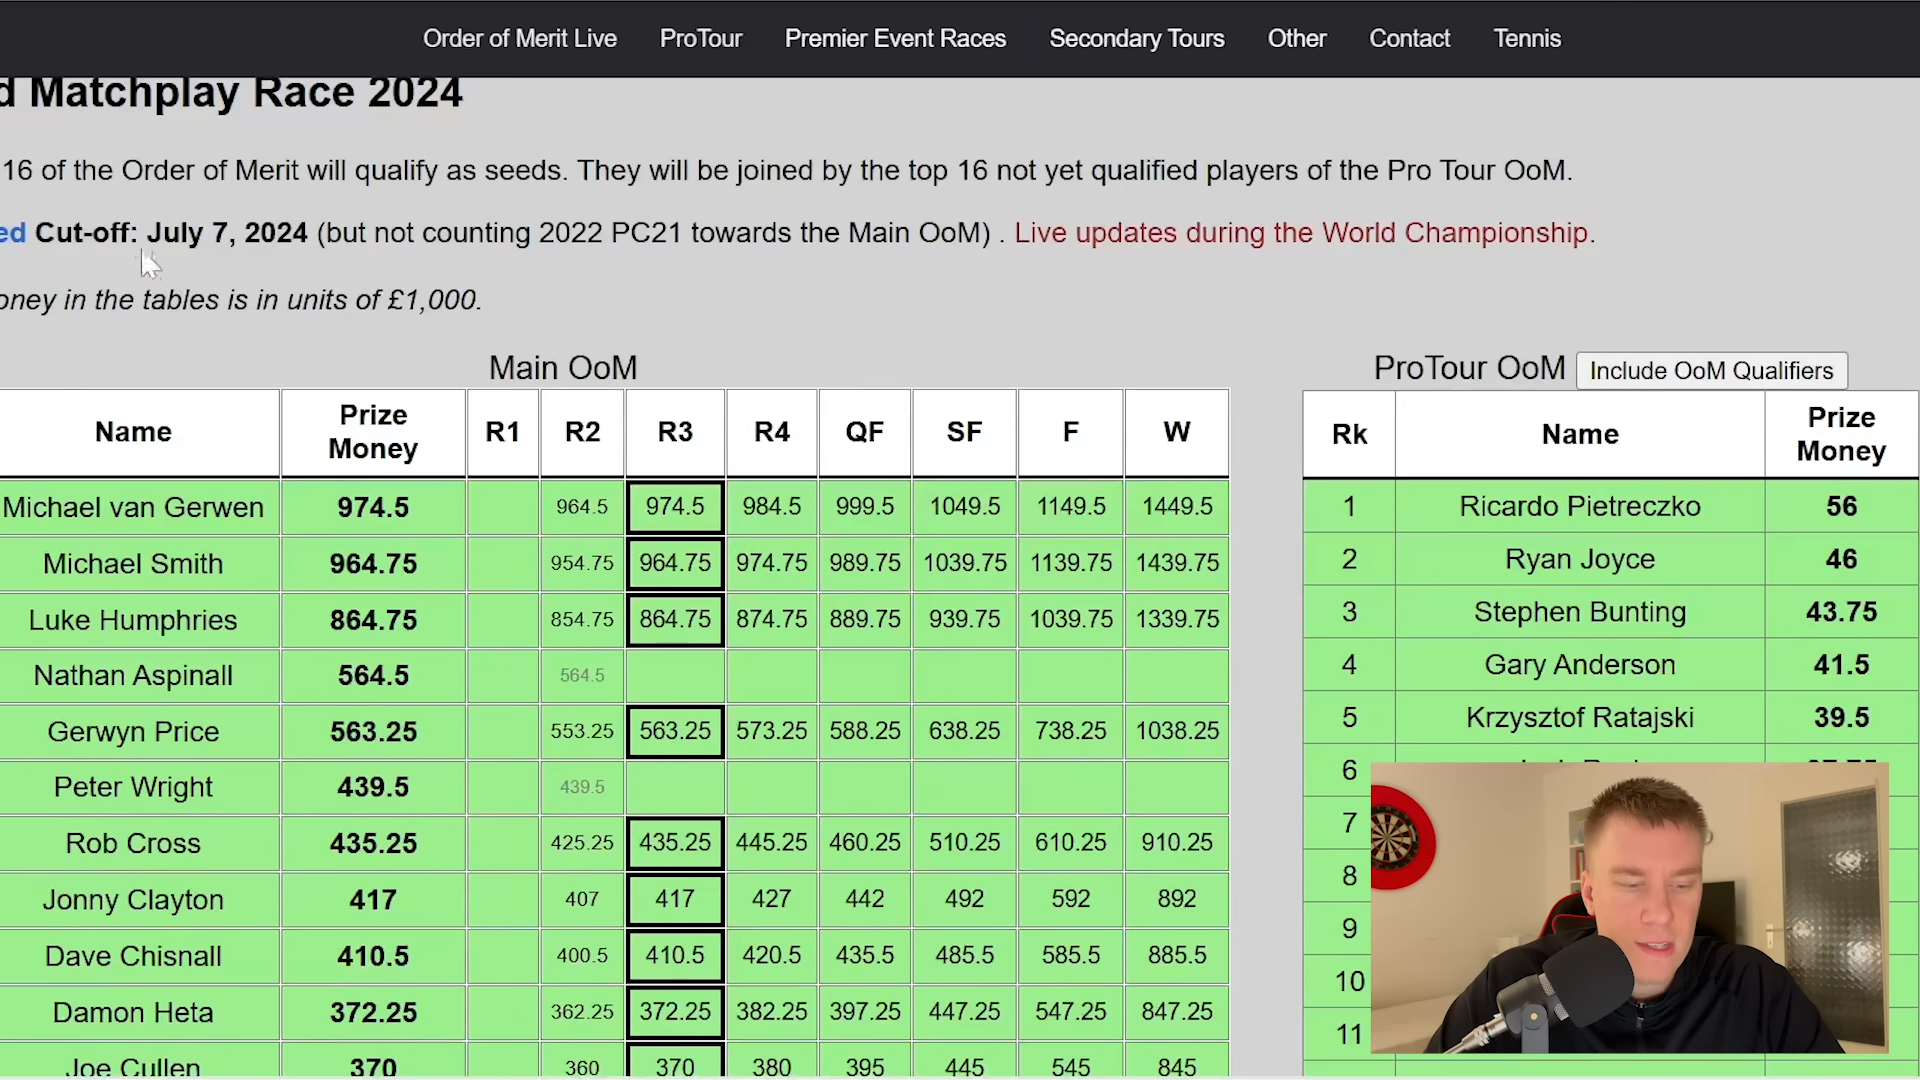 Order of Merit Live ProTour Premier Event Races Secondary Tours Other Contact Tennis
d Matchplay Race 2024
16 of the Order of Merit will qualify as seeds. They will be joined by the top 16 not yet qualified players of the Pro Tour OoM.
ed Cut-off: July 7, 2024 (but not counting 2022 PC21 towards the Main OoM) . Live updates during the World Championship.
oney in the tables is in units of £1,000.
Main OoM
Name Prize Money R1 R2 R3 R4 QF SF F W
Michael van Gerwen 974.5 964.5 974.5 984.5 999.5 1049.5 1149.5 1449.5
Michael Smith 964.75 954.75 964.75 974.75 989.75 1039.75 1139.75 1439.75
Luke Humphries 864.75 854.75 864.75 874.75 889.75 939.75 1039.75 1339.75
Nathan Aspinall 564.5 564.5
Gerwyn Price 563.25 553.25 563.25 573.25 588.25 638.25 738.25 1038.25
Peter Wright 439.5 439.5
Rob Cross 435.25 425.25 435.25 445.25 460.25 510.25 610.25 910.25
Jonny Clayton 417 407 417 427 442 492 592 892
Dave Chisnall 410.5 400.5 410.5 420.5 435.5 485.5 585.5 885.5
Damon Heta 372.25 362.25 372.25 382.25 397.25 447.25 547.25 847.25
Joe Cullen 370 360 370 380 395 445 545 845
ProTour OoM Include OoM Qualifiers
Rk Name Prize Money
1 Ricardo Pietreczko 56
2 Ryan Joyce 46
3 Stephen Bunting 43.75
4 Gary Anderson 41.5
5 Krzysztof Ratajski 39.5
6
7
8
9
10
11